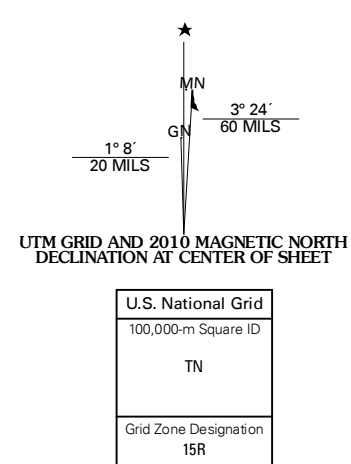 MN
GN
3° 24´
60 MILS
1° 8´
20 MILS
UTM GRID AND 2010 MAGNETIC NORTH
DECLINATION AT CENTER OF SHEET
U.S. National Grid
100,000-m Square ID
TN
Grid Zone Designation
15R